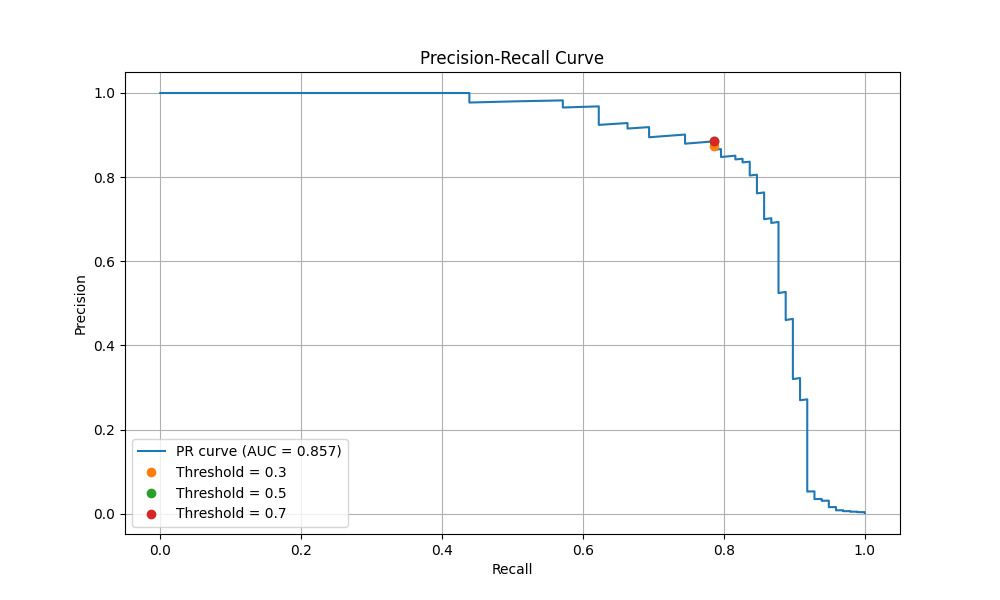 Precision-Recall Curve
1.0
0.8
0.6
0.4
0.2
0.0
Precision
PR curve (AUC = 0.857)
Threshold = 0.3
Threshold = 0.5
Threshold = 0.7
0.0 0.2 0.4 0.6 0.8 1.0
Recall